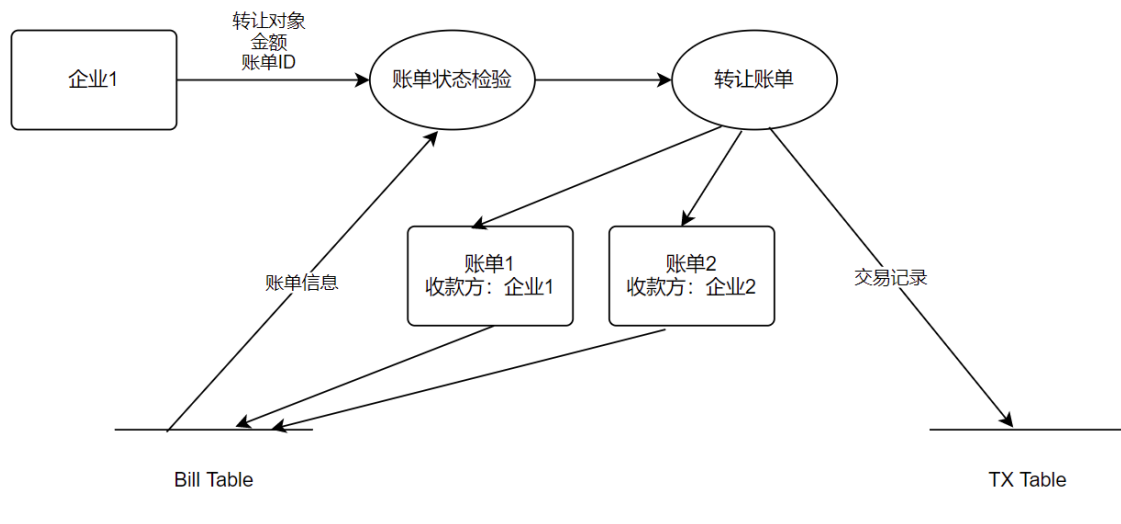 转让对象
金额
账单ID
企业1
账单状态检验
转让账单
账单1
收款方：企业1
账单2
收款方：企业2
账单信息
交易记录
Bill Table
TX Table